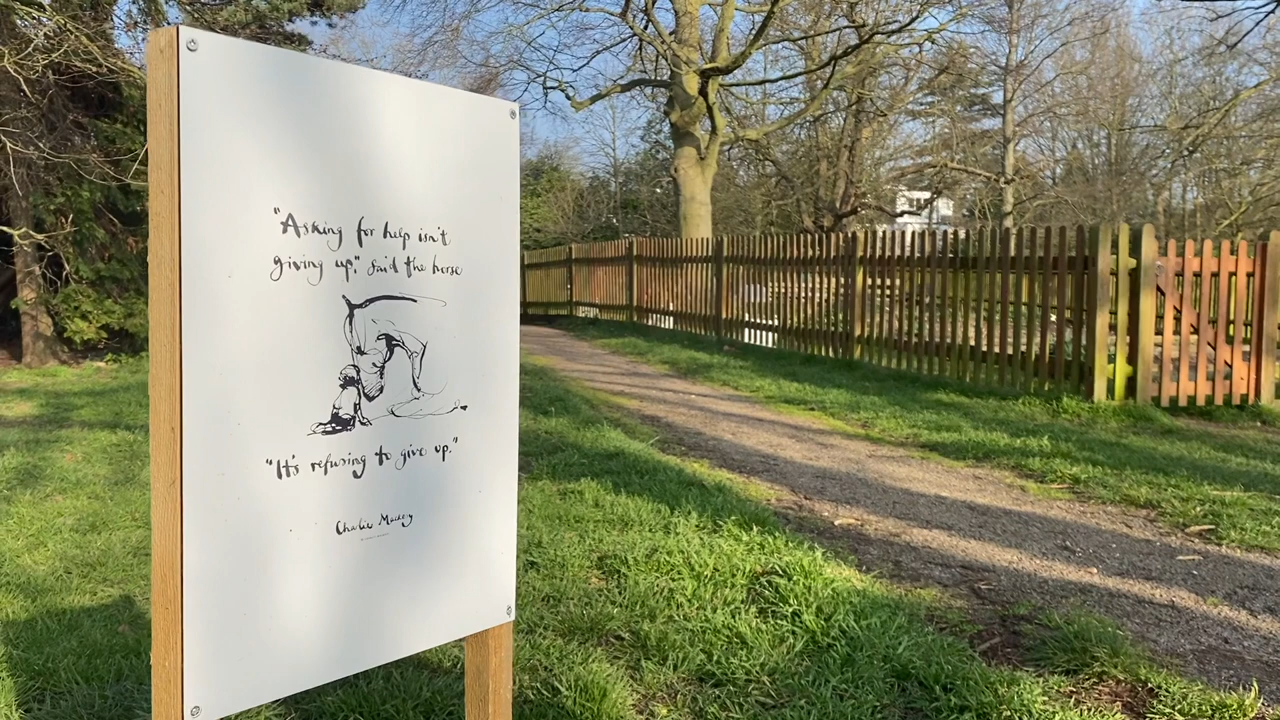 "Asking for help isn't
giving up." said the horse
"It's refusing to give up."
Charlie Mackesy